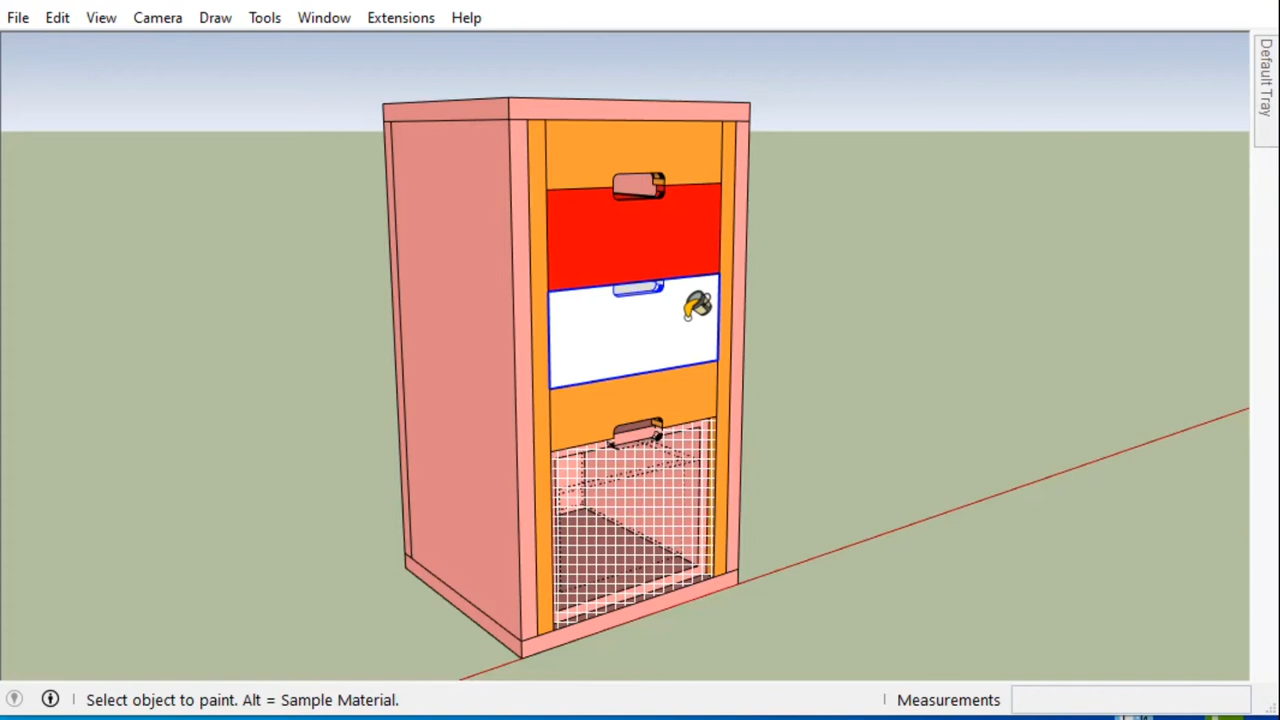 File Edit View Camera Draw Tools Window Extensions Help
Default Tray
Select object to paint. Alt = Sample Material.
Measurements